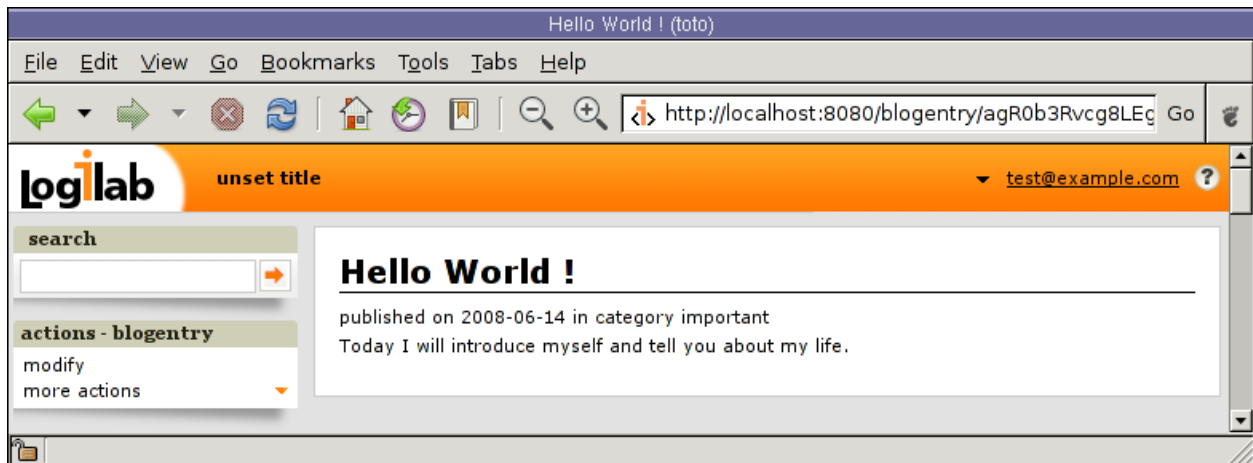 Hello World ! (toto)
File Edit View Go Bookmarks Tools Tabs Help
http://localhost:8080/blogentry/agR0b3Rvcg8LEg Go
Logilab unset title test@example.com ?
search
Hello World !
published on 2008-06-14 in category important
Today I will introduce myself and tell you about my life.
actions - blogentry
modify
more actions